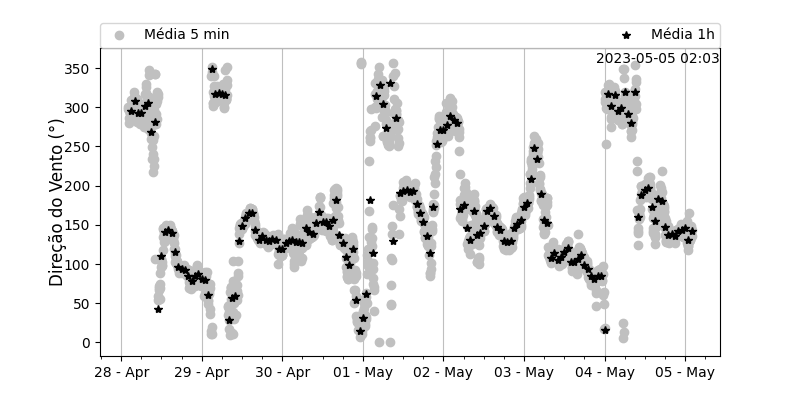 Média 5 min
Média 1h
2023-05-05 02:03
Direção do Vento (°)
350
300
250
200
150
100
50
0
28 - Apr
29 - Apr
30 - Apr
01 - May
02 - May
03 - May
04 - May
05 - May